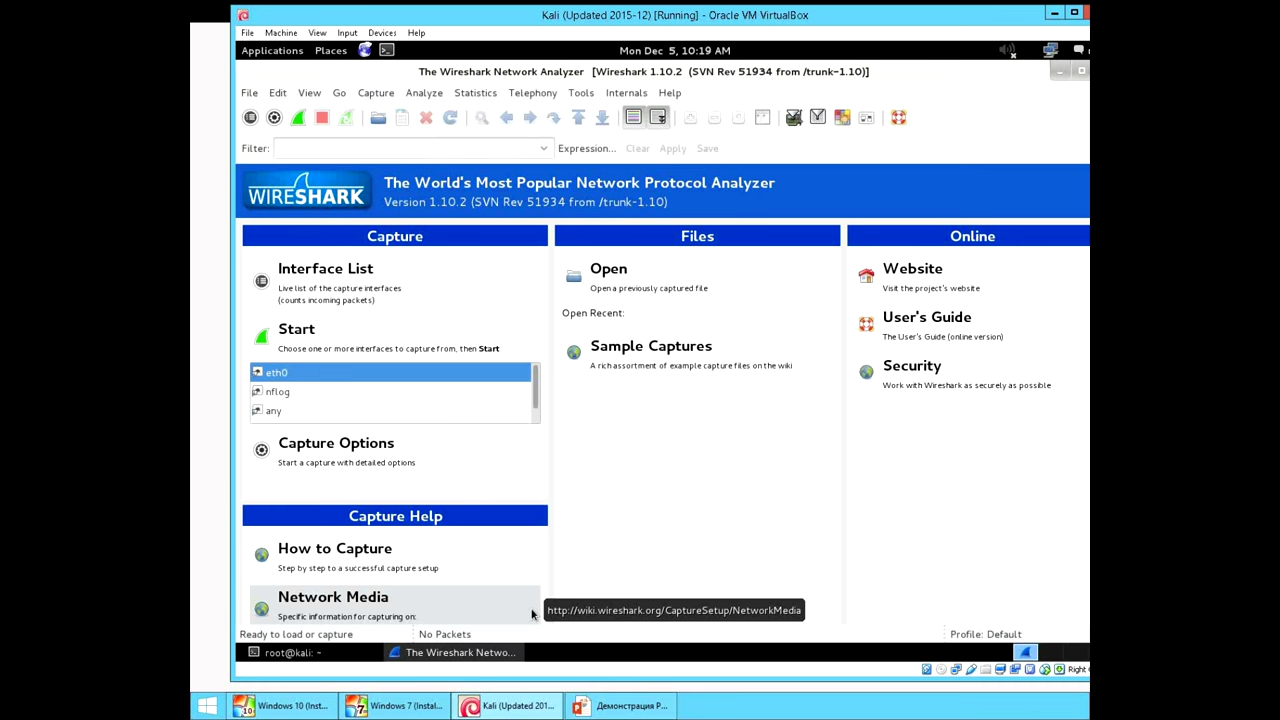 Kali (Updated 2015-12) [Running] - Oracle VM VirtualBox
File Machine View Input Devices Help
Applications Places Mon Dec 5, 10:19 AM
The Wireshark Network Analyzer [Wireshark 1.10.2 (SVN Rev 51934 from /trunk-1.10)]
File Edit View Go Capture Analyze Statistics Telephony Tools Internals Help
Filter: Expression... Clear Apply Save
WIRESHARK
The World's Most Popular Network Protocol Analyzer
Version 1.10.2 (SVN Rev 51934 from /trunk-1.10)
Capture
Interface List
Live list of the capture interfaces
(counts incoming packets)
Start
Choose one or more interfaces to capture from, then Start
eth0
nflog
any
Capture Options
Start a capture with detailed options
Capture Help
How to Capture
Step by step to a successful capture setup
Network Media
Specific information for capturing on:
Files
Open
Open a previously captured file
Open Recent:
Sample Captures
A rich assortment of example capture files on the wiki
Online
Website
Visit the project's website
User's Guide
The User's Guide (online version)
Security
Work with Wireshark as securely as possible
http://wiki.wireshark.org/CaptureSetup/NetworkMedia
Ready to load or capture No Packets Profile: Default
root@kali: ~ The Wireshark Netwo...
Right
Windows 10 (Inst... Windows 7 (Instal... Kali (Updated 201... Демонстрация P...